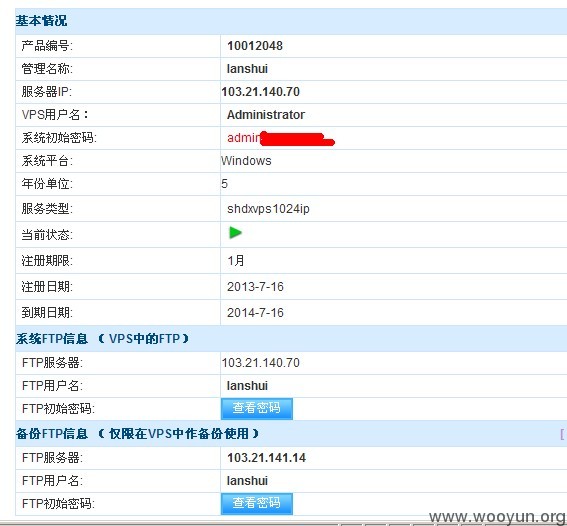 基本情况
产品编号: 10012048
管理名称: lanshui
服务器IP: 103.21.140.70
VPS用户名： Administrator
系统初始密码: admin
系统平台: Windows
年份单位: 5
服务类型: shdxvps1024ip
当前状态:
注册期限: 1月
注册日期: 2013-7-16
到期日期: 2014-7-16
系统FTP信息 （ VPS中的FTP）
FTP服务器: 103.21.140.70
FTP用户名: lanshui
FTP初始密码: 查看密码
备份FTP信息 （ 仅限在VPS中作备份使用 ） [
FTP服务器: 103.21.141.14
FTP用户名: lanshui
FTP初始密码: 查看密码
www.wooyun.org